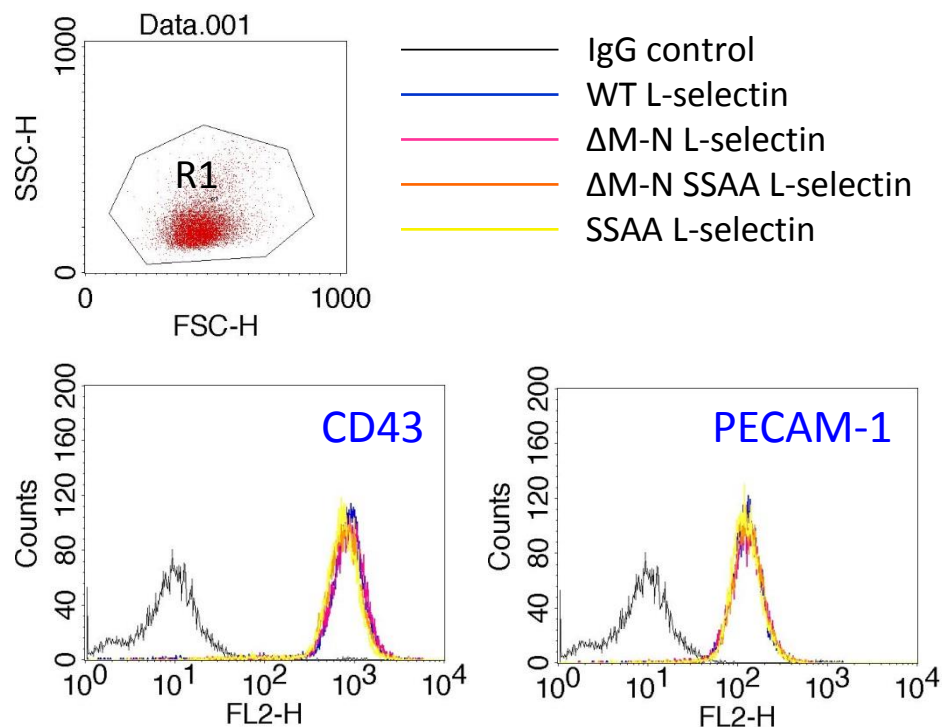 Data.001
1000
SSC-H
R1
0
0
1000
FSC-H
IgG control
WT L-selectin
ΔM-N L-selectin
ΔM-N SSAA L-selectin
SSAA L-selectin
CD43
200
160
120
80
40
0
Counts
10⁰ 10¹ 10² 10³ 10⁴
FL2-H
PECAM-1
200
160
120
80
40
0
Counts
10⁰ 10¹ 10² 10³ 10⁴
FL2-H